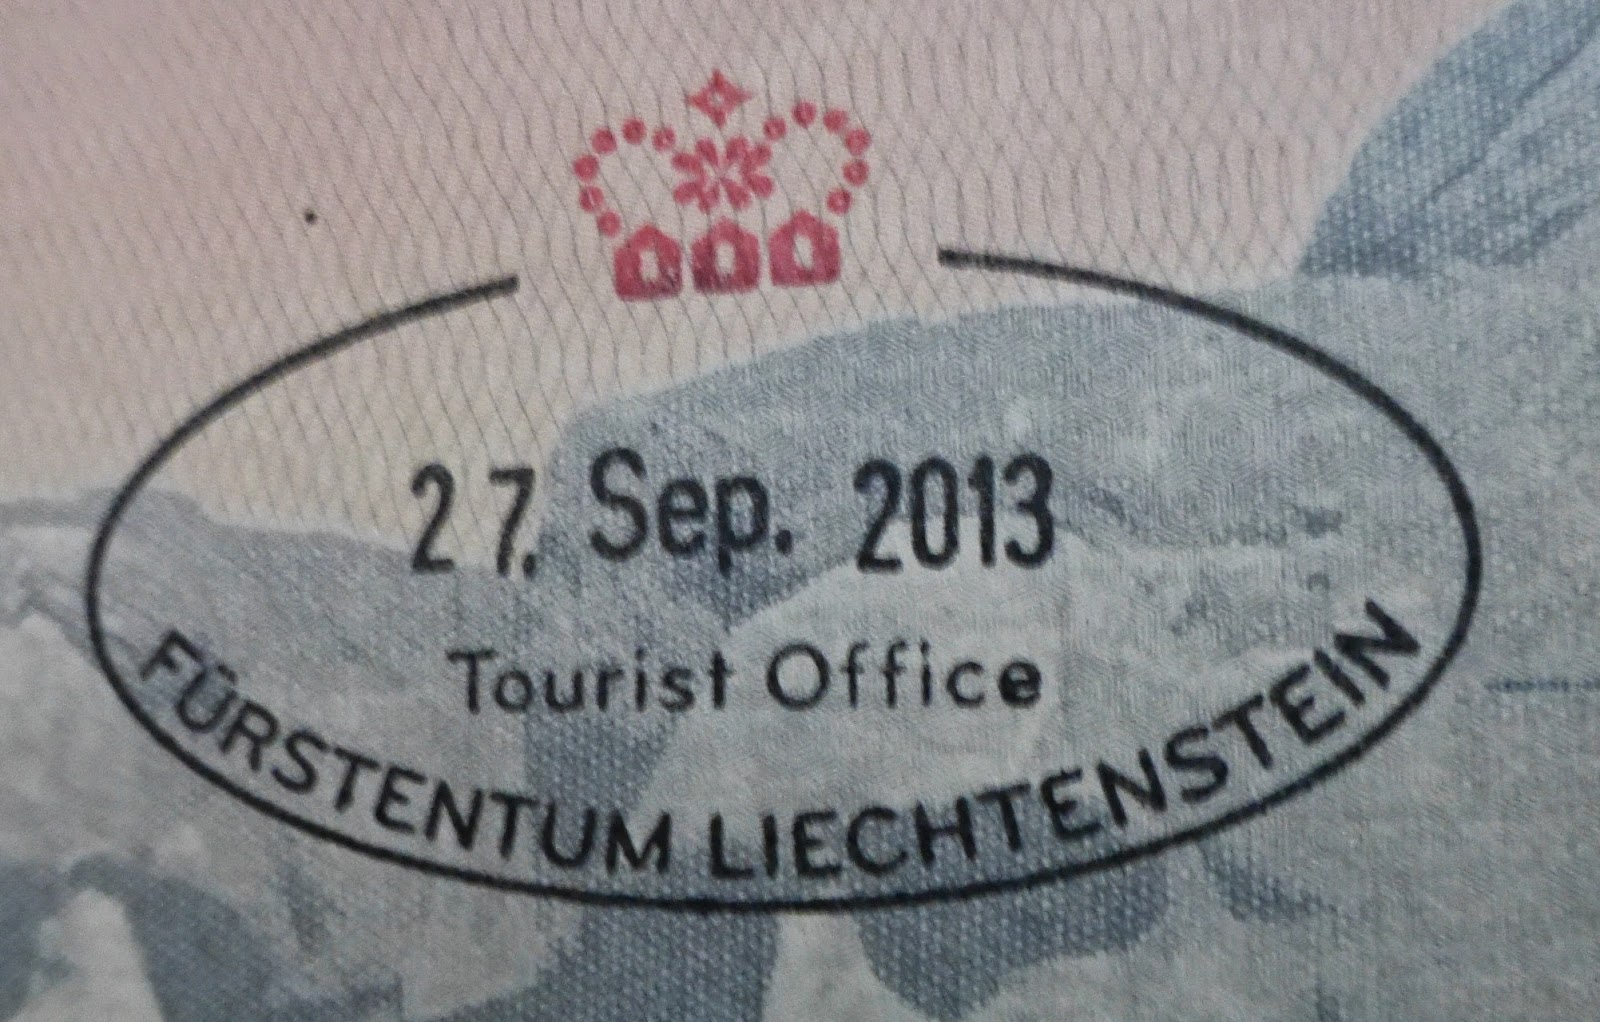 27. Sep. 2013
Tourist Office
FÜRSTENTUM LIECHTENSTEIN